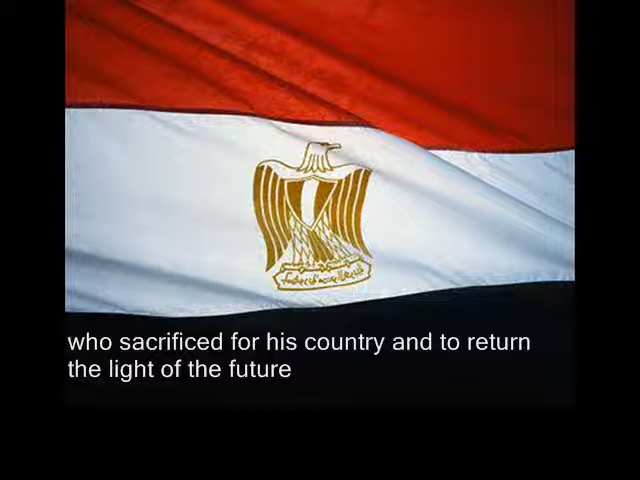 who sacrificed for his country and to return
the light of the future